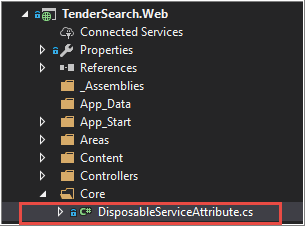 TenderSearch.Web
Connected Services
Properties
References
_Assemblies
App_Data
App_Start
Areas
Content
Controllers
Core
C# DisposableServiceAttribute.cs